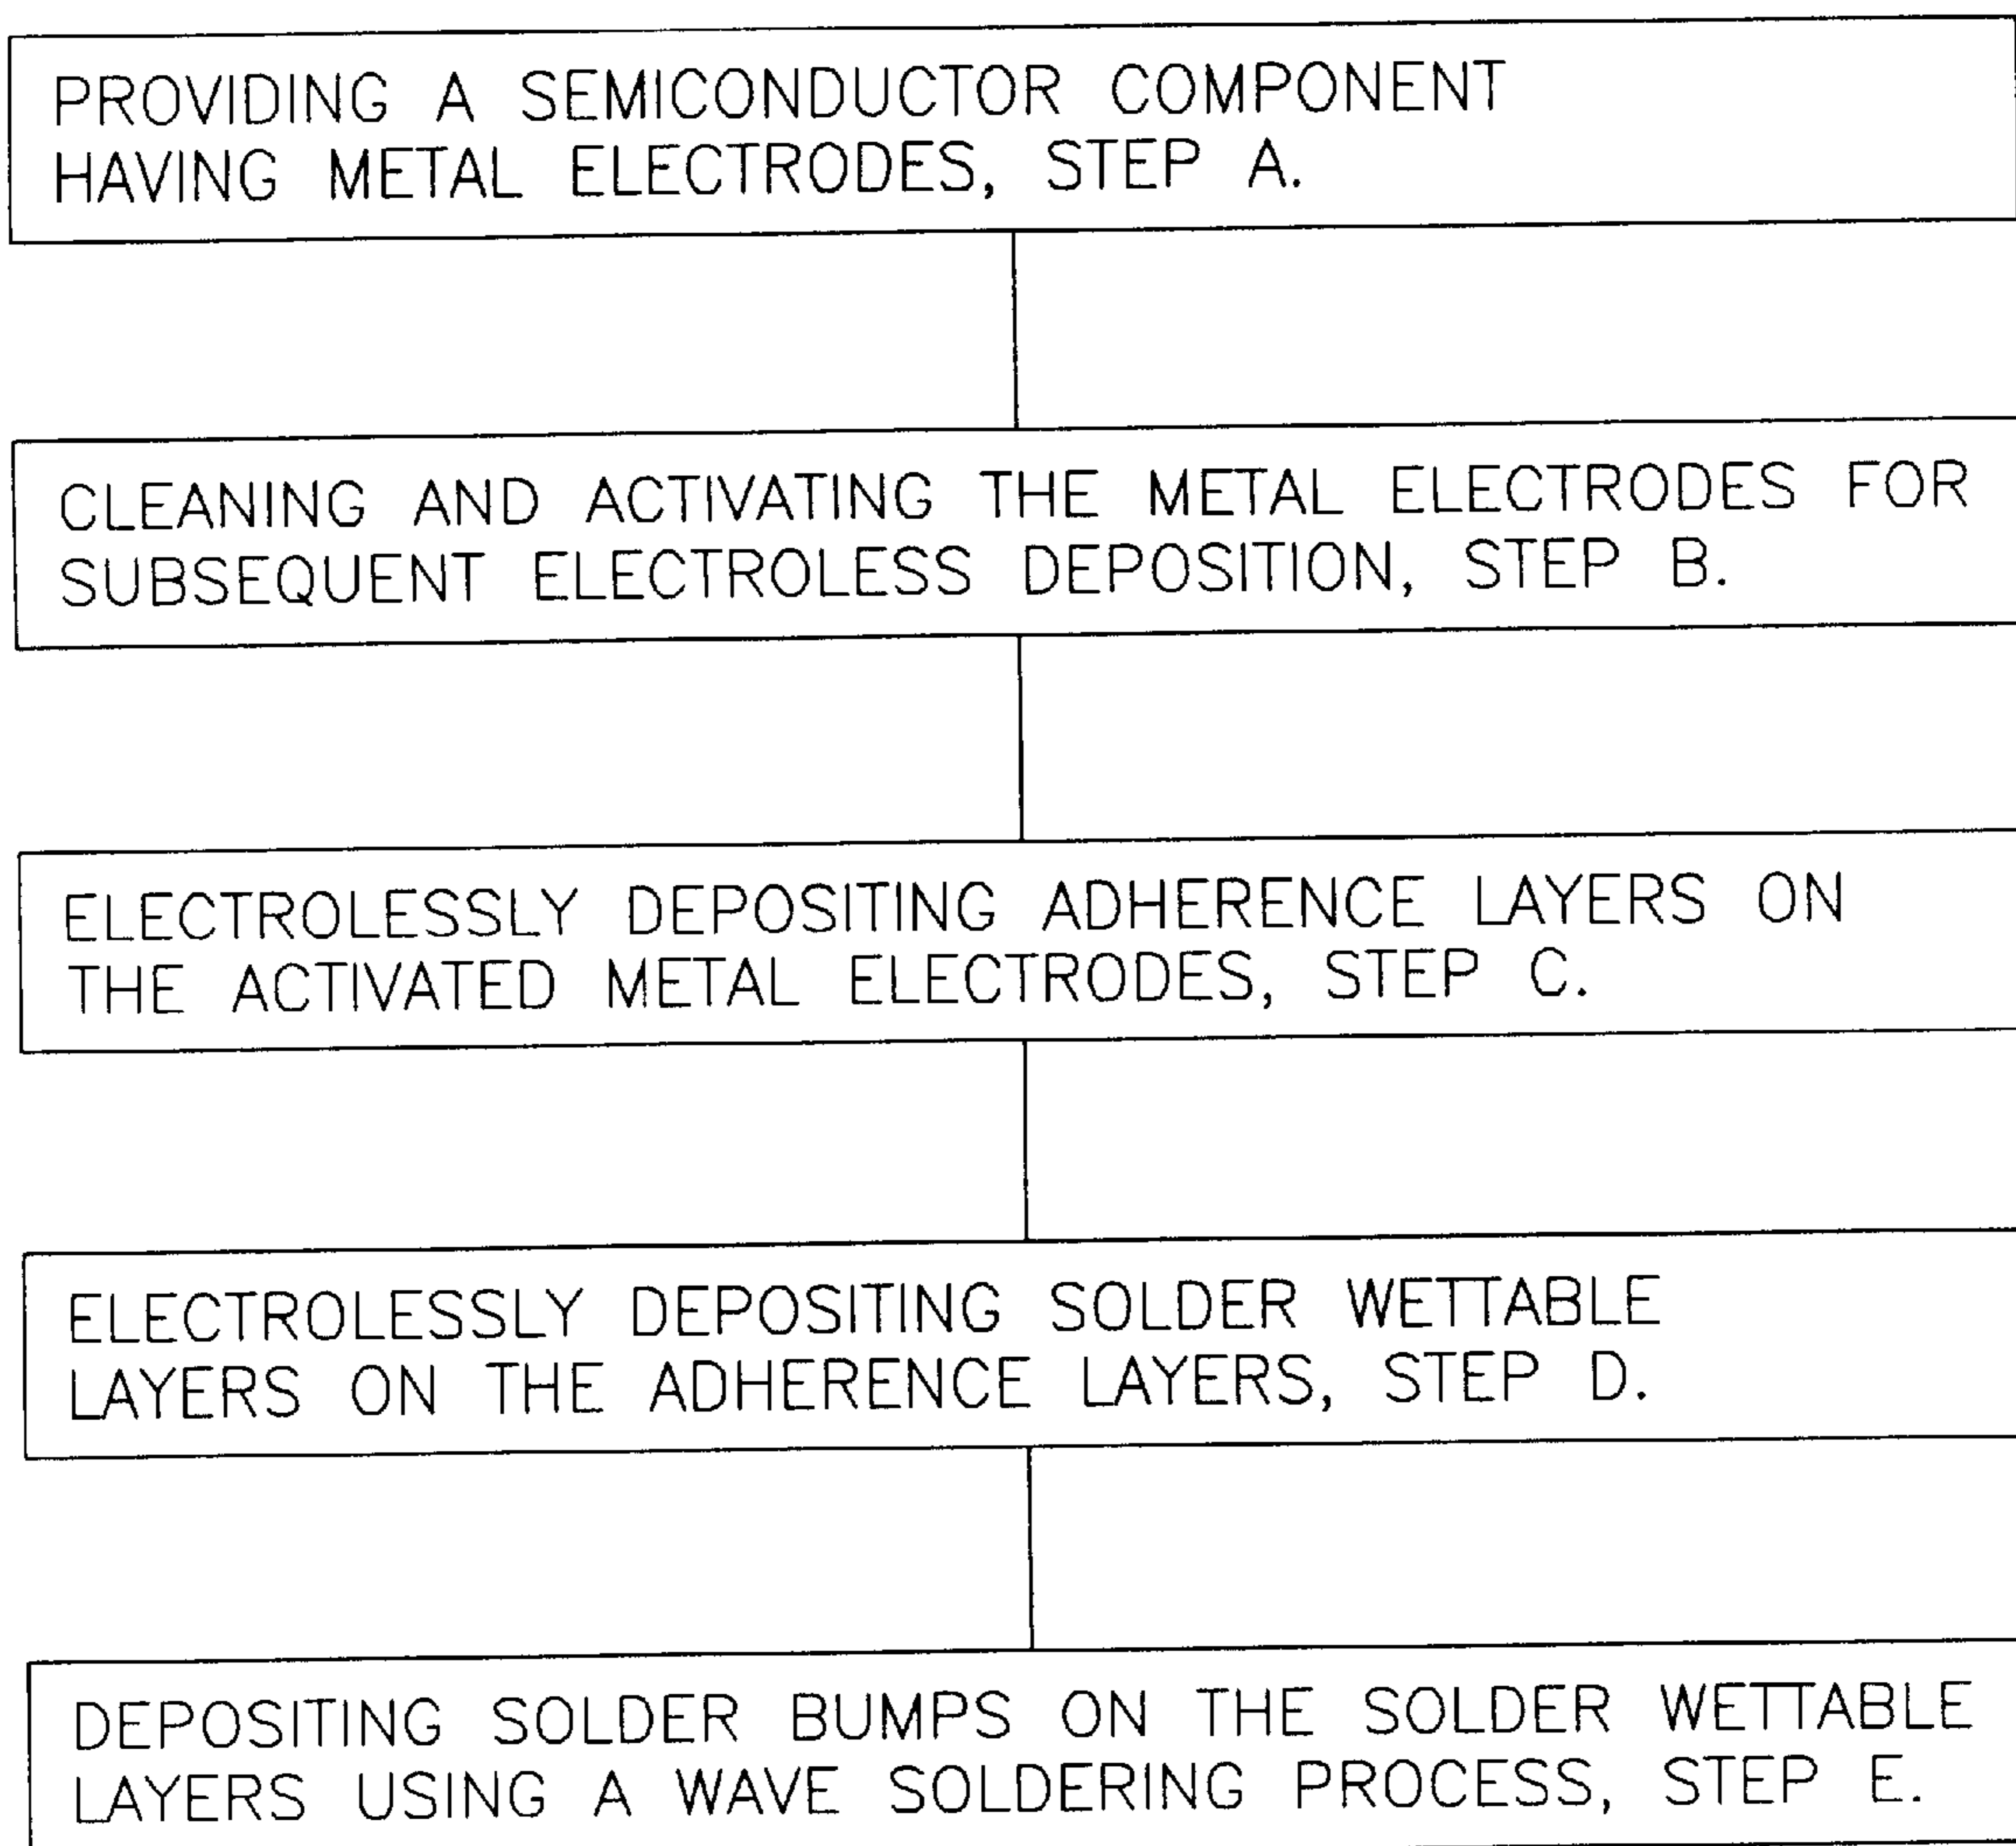 PROVIDING A SEMICONDUCTOR COMPONENT
HAVING METAL ELECTRODES, STEP A.
CLEANING AND ACTIVATING THE METAL ELECTRODES FOR
SUBSEQUENT ELECTROLESS DEPOSITION, STEP B.
ELECTROLESSLY DEPOSITING ADHERENCE LAYERS ON
THE ACTIVATED METAL ELECTRODES, STEP C.
ELECTROLESSLY DEPOSITING SOLDER WETTABLE
LAYERS ON THE ADHERENCE LAYERS, STEP D.
DEPOSITING SOLDER BUMPS ON THE SOLDER WETTABLE
LAYERS USING A WAVE SOLDERING PROCESS, STEP E.